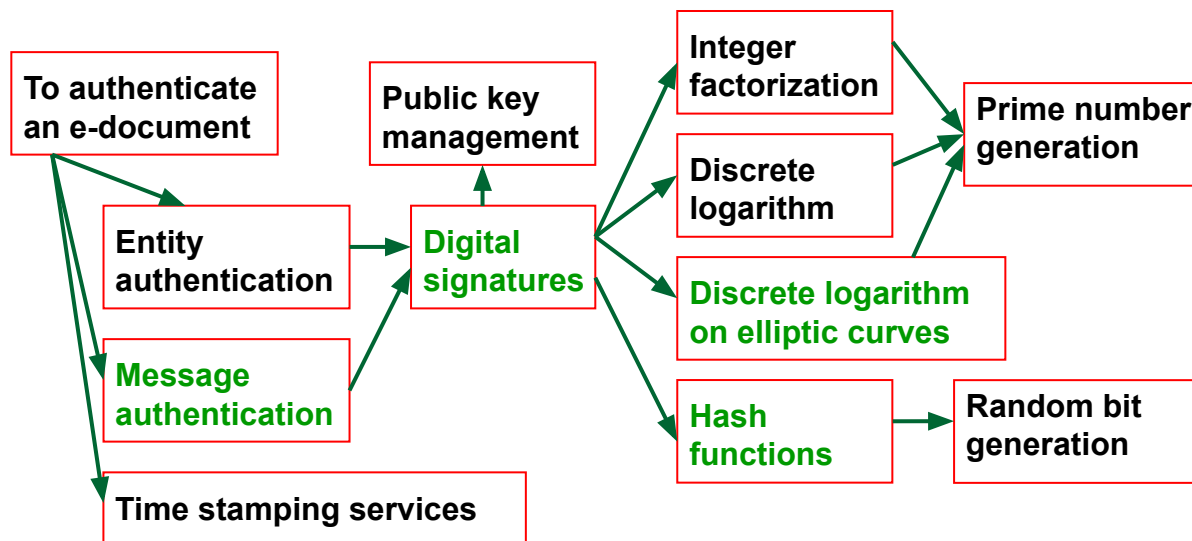 To authenticate
an e-document
Public key
management
Integer
factorization
Prime number
generation
Discrete
logarithm
Entity
authentication
Digital
signatures
Discrete logarithm
on elliptic curves
Message
authentication
Hash
functions
Random bit
generation
Time stamping services